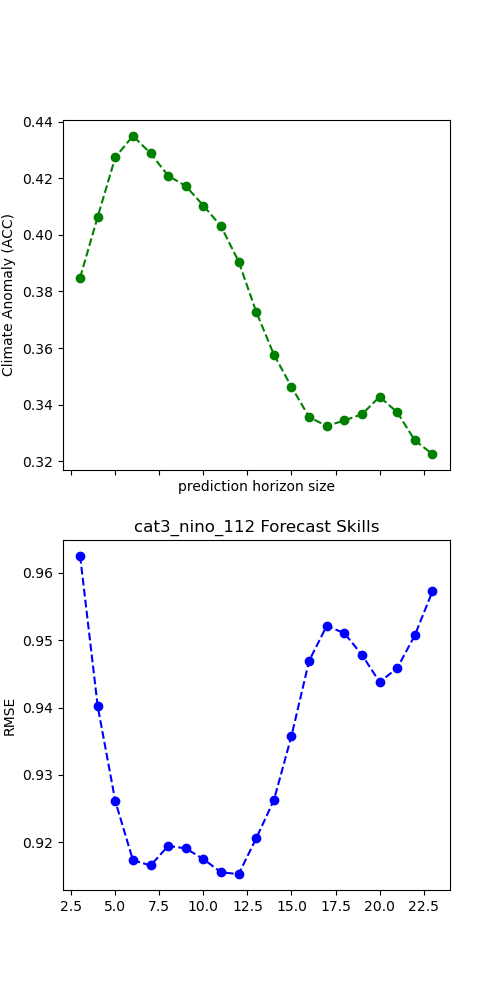 0.44
0.42
0.40
0.38
0.36
0.34
0.32
Climate Anomaly (ACC)
prediction horizon size
cat3_nino_112 Forecast Skills
0.96
0.95
0.94
0.93
0.92
RMSE
2.5 5.0 7.5 10.0 12.5 15.0 17.5 20.0 22.5